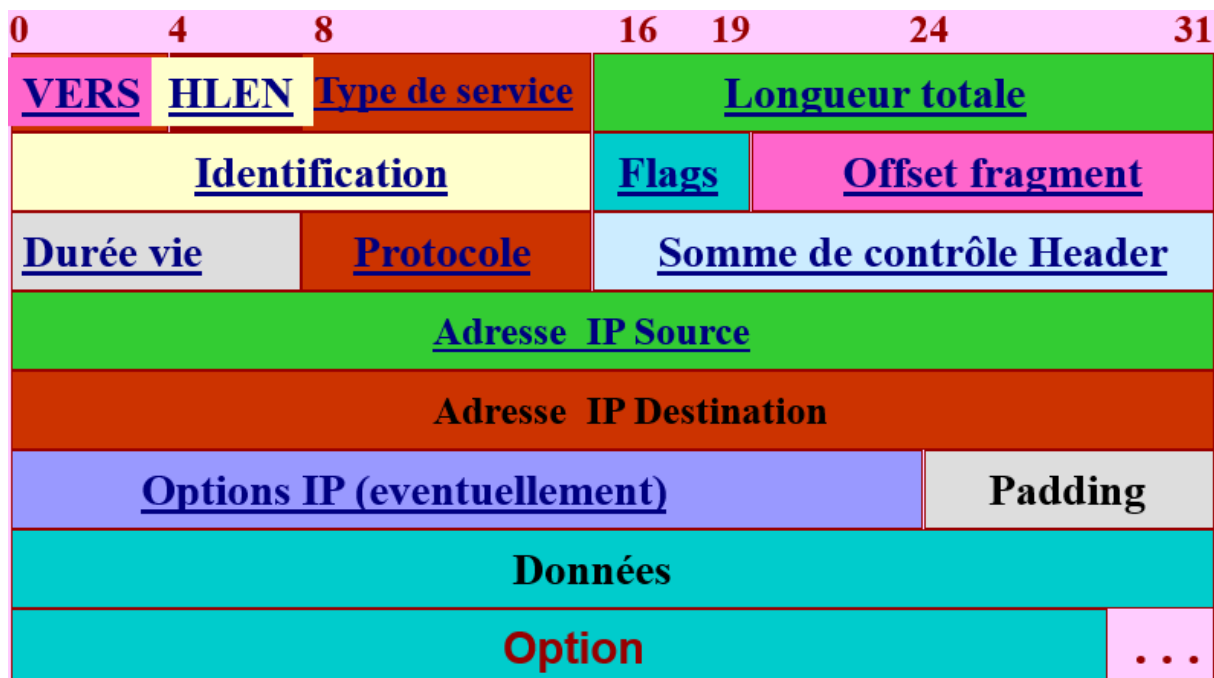 0 4 8 16 19 24 31
VERS HLEN Type de service Longueur totale
Identification Flags Offset fragment
Durée vie Protocole Somme de contrôle Header
Adresse IP Source
Adresse IP Destination
Options IP (eventuellement) Padding
Données
Option . . .